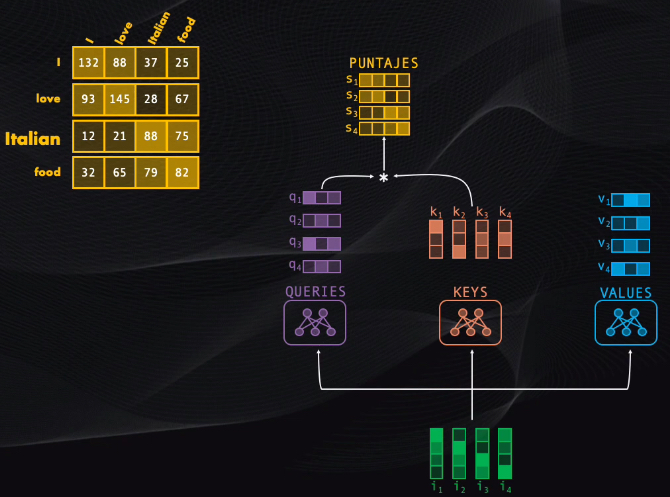 I love Italian food
I 132 88 37 25
love 93 145 28 67
Italian 12 21 88 75
food 32 65 79 82
PUNTAJES
s1
s2
s3
s4
*
q1
q2
q3
q4
k1 k2 k3 k4
v1
v2
v3
v4
QUERIES KEYS VALUES
i1 i2 i3 i4